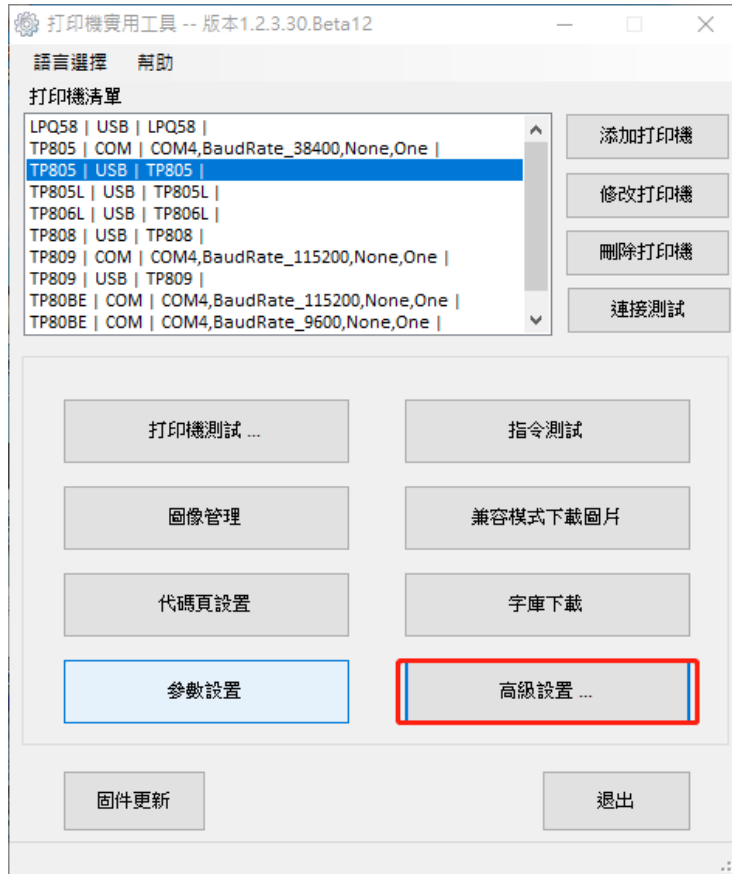 打印機實用工具 -- 版本1.2.3.30.Beta12
語言選擇 幫助
打印機清單
LPQ58 | USB | LPQ58 |
TP805 | COM | COM4,BaudRate_38400,None,One |
TP805 | USB | TP805 |
TP805L | USB | TP805L |
TP806L | USB | TP806L |
TP808 | USB | TP808 |
TP809 | COM | COM4,BaudRate_115200,None,One |
TP809 | USB | TP809 |
TP80BE | COM | COM4,BaudRate_115200,None,One |
TP80BE | COM | COM4,BaudRate_9600,None,One |
添加打印機
修改打印機
刪除打印機
連接測試
打印機測試 ...
指令測試
圖像管理
兼容模式下載圖片
代碼頁設置
字庫下載
參數設置
高級設置 ...
固件更新
退出